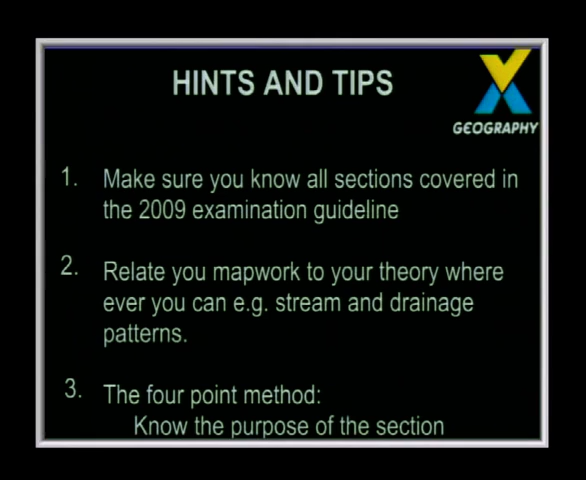 HINTS AND TIPS
GEOGRAPHY
1. Make sure you know all sections covered in
the 2009 examination guideline
2. Relate you mapwork to your theory where
ever you can e.g. stream and drainage
patterns.
3. The four point method:
Know the purpose of the section